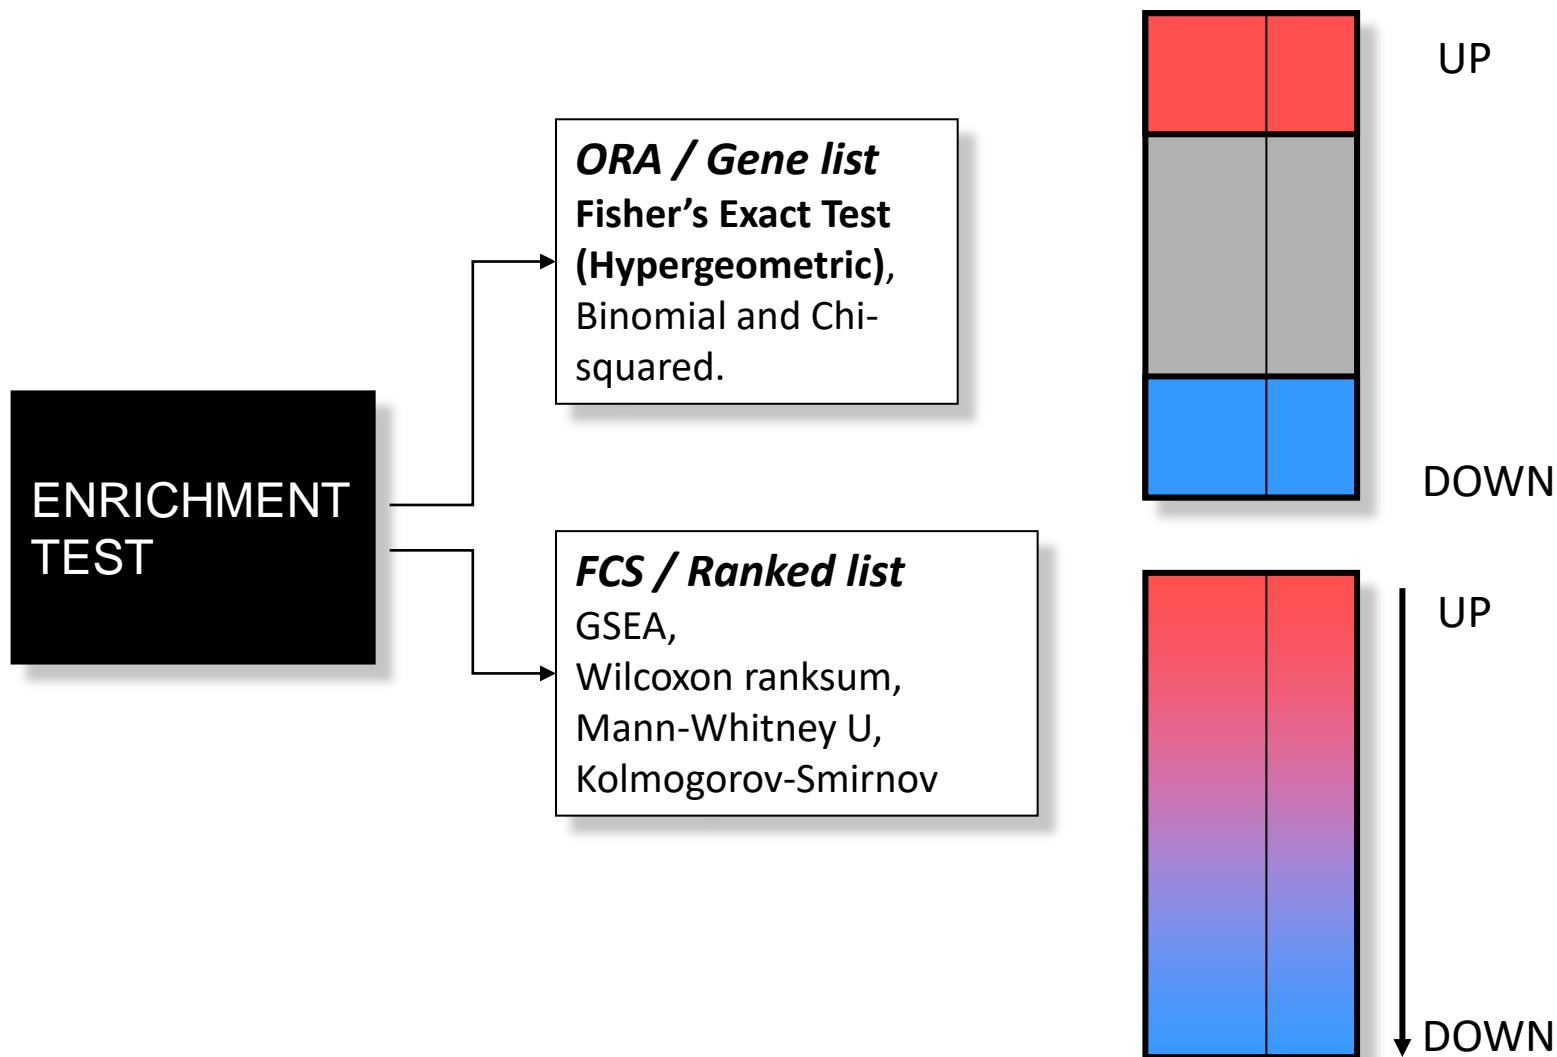 ENRICHMENT
TEST
ORA / Gene list
Fisher’s Exact Test
(Hypergeometric),
Binomial and Chi-
squared.
FCS / Ranked list
GSEA,
Wilcoxon ranksum,
Mann-Whitney U,
Kolmogorov-Smirnov
UP
DOWN
UP
DOWN